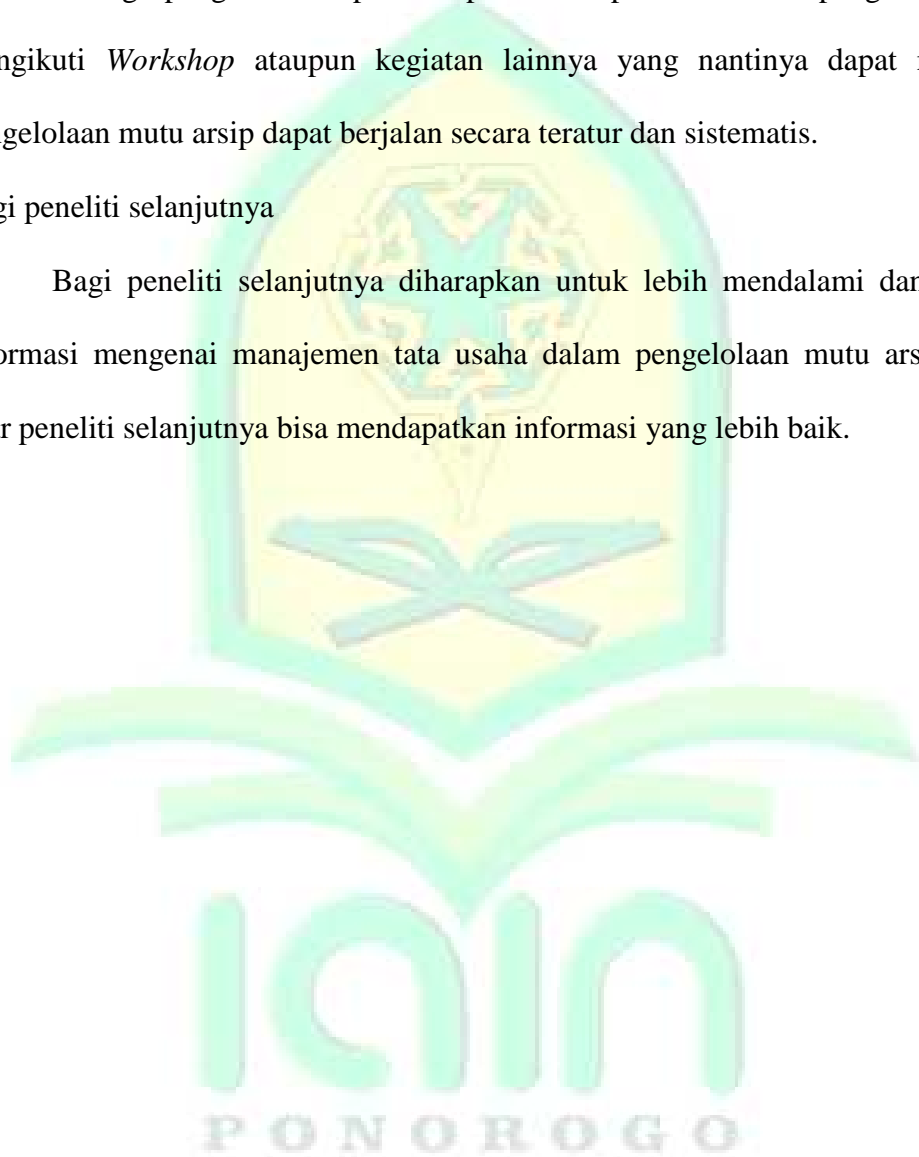 ngikuti Workshop ataupun kegiatan lainnya yang nantinya dapat
ngelolaan mutu arsip dapat berjalan secara teratur dan sistematis.
gi peneliti selanjutnya
Bagi peneliti selanjutnya diharapkan untuk lebih mendalami dan
ormasi mengenai manajemen tata usaha dalam pengelolaan mutu ars
r peneliti selanjutnya bisa mendapatkan informasi yang lebih baik.
iain
PONOROGO